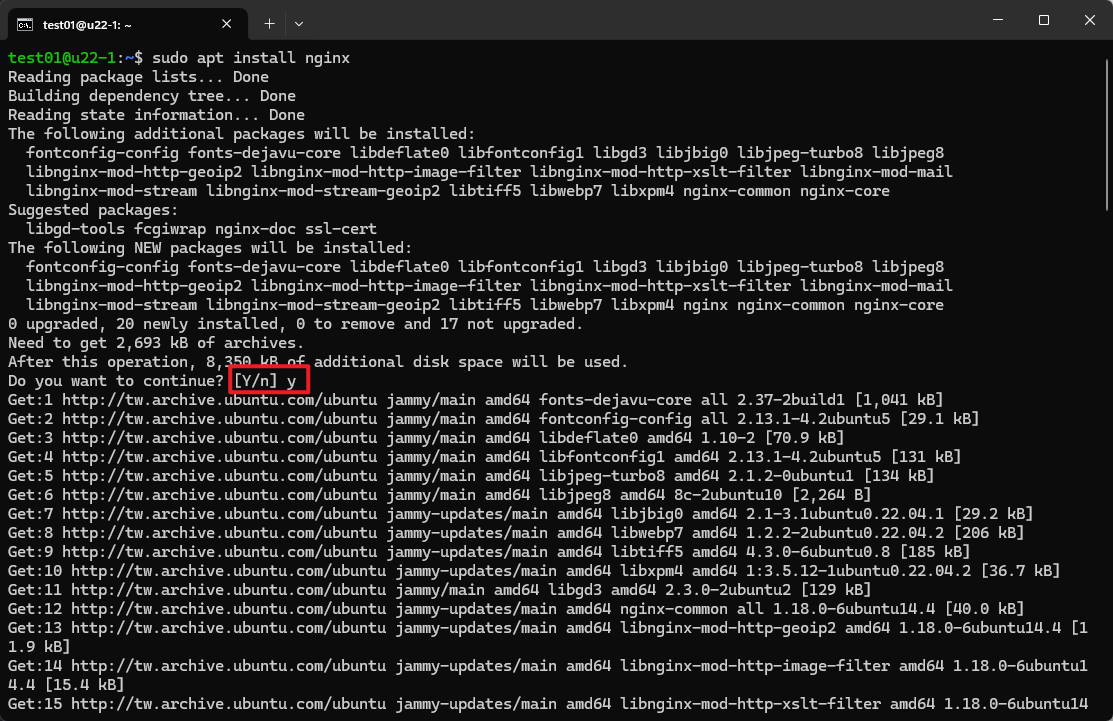 test01@u22-1: ~
test01@u22-1:~$ sudo apt install nginx
Reading package lists... Done
Building dependency tree... Done
Reading state information... Done
The following additional packages will be installed:
  fontconfig-config fonts-dejavu-core libdeflate0 libfontconfig1 libgd3 libjbig0 libjpeg-turbo8 libjpeg8
  libnginx-mod-http-geoip2 libnginx-mod-http-image-filter libnginx-mod-http-xslt-filter libnginx-mod-mail
  libnginx-mod-stream libnginx-mod-stream-geoip2 libtiff5 libwebp7 libxpm4 nginx-common nginx-core
Suggested packages:
  libgd-tools fcgiwrap nginx-doc ssl-cert
The following NEW packages will be installed:
  fontconfig-config fonts-dejavu-core libdeflate0 libfontconfig1 libgd3 libjbig0 libjpeg-turbo8 libjpeg8
  libnginx-mod-http-geoip2 libnginx-mod-http-image-filter libnginx-mod-http-xslt-filter libnginx-mod-mail
  libnginx-mod-stream libnginx-mod-stream-geoip2 libtiff5 libwebp7 libxpm4 nginx nginx-common nginx-core
0 upgraded, 20 newly installed, 0 to remove and 17 not upgraded.
Need to get 2,693 kB of archives.
After this operation, 8,350 kB of additional disk space will be used.
Do you want to continue? [Y/n] y
Get:1 http://tw.archive.ubuntu.com/ubuntu jammy/main amd64 fonts-dejavu-core all 2.37-2build1 [1,041 kB]
Get:2 http://tw.archive.ubuntu.com/ubuntu jammy/main amd64 fontconfig-config all 2.13.1-4.2ubuntu5 [29.1 kB]
Get:3 http://tw.archive.ubuntu.com/ubuntu jammy/main amd64 libdeflate0 amd64 1.10-2 [70.9 kB]
Get:4 http://tw.archive.ubuntu.com/ubuntu jammy/main amd64 libfontconfig1 amd64 2.13.1-4.2ubuntu5 [131 kB]
Get:5 http://tw.archive.ubuntu.com/ubuntu jammy/main amd64 libjpeg-turbo8 amd64 2.1.2-0ubuntu1 [134 kB]
Get:6 http://tw.archive.ubuntu.com/ubuntu jammy/main amd64 libjpeg8 amd64 8c-2ubuntu10 [2,264 B]
Get:7 http://tw.archive.ubuntu.com/ubuntu jammy-updates/main amd64 libjbig0 amd64 2.1-3.1ubuntu0.22.04.1 [29.2 kB]
Get:8 http://tw.archive.ubuntu.com/ubuntu jammy-updates/main amd64 libwebp7 amd64 1.2.2-2ubuntu0.22.04.2 [206 kB]
Get:9 http://tw.archive.ubuntu.com/ubuntu jammy-updates/main amd64 libtiff5 amd64 4.3.0-6ubuntu0.8 [185 kB]
Get:10 http://tw.archive.ubuntu.com/ubuntu jammy-updates/main amd64 libxpm4 amd64 1:3.5.12-1ubuntu0.22.04.2 [36.7 kB]
Get:11 http://tw.archive.ubuntu.com/ubuntu jammy/main amd64 libgd3 amd64 2.3.0-2ubuntu2 [129 kB]
Get:12 http://tw.archive.ubuntu.com/ubuntu jammy-updates/main amd64 nginx-common all 1.18.0-6ubuntu14.4 [40.0 kB]
Get:13 http://tw.archive.ubuntu.com/ubuntu jammy-updates/main amd64 libnginx-mod-http-geoip2 amd64 1.18.0-6ubuntu14.4 [1
1.9 kB]
Get:14 http://tw.archive.ubuntu.com/ubuntu jammy-updates/main amd64 libnginx-mod-http-image-filter amd64 1.18.0-6ubuntu1
4.4 [15.4 kB]
Get:15 http://tw.archive.ubuntu.com/ubuntu jammy-updates/main amd64 libnginx-mod-http-xslt-filter amd64 1.18.0-6ubuntu14